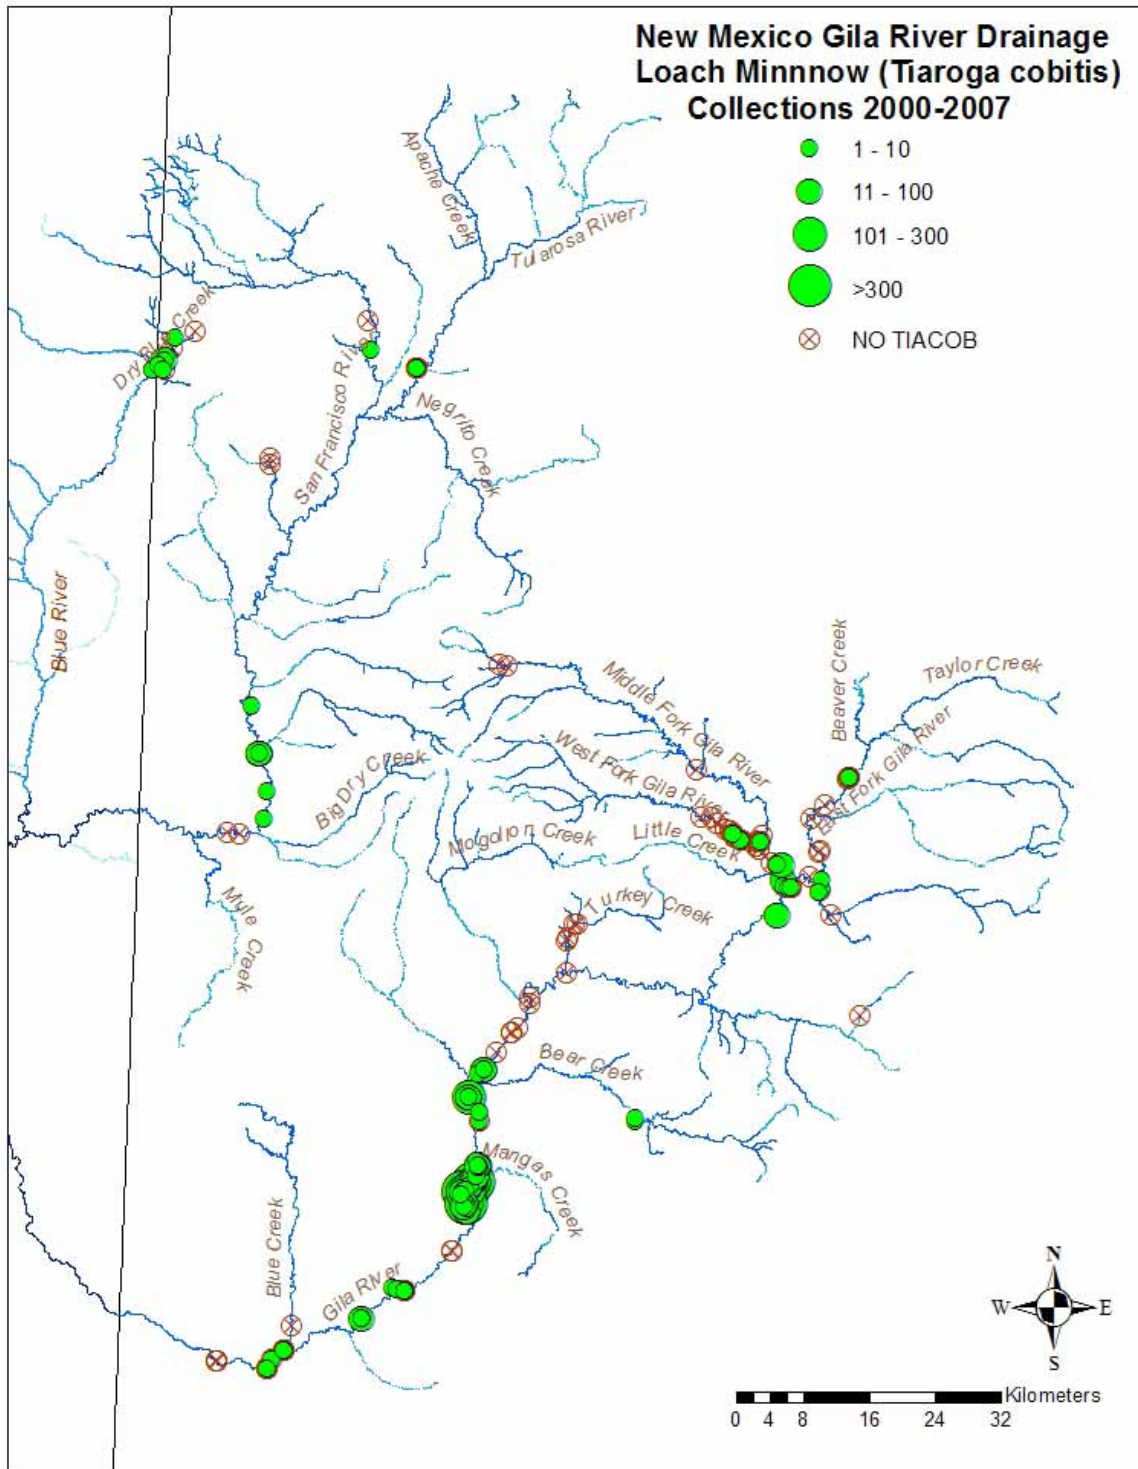 New Mexico Gila River Drainage
Loach Minnnow (Tiaroga cobitis)
Collections 2000-2007
1 - 10
11 - 100
101 - 300
>300
NO TIACOB
Apache Creek
Tularosa River
Dry Blue Creek
San Francisco River
Negrito Creek
Blue River
Middle Fork Gila River
Beaver Creek
Taylor Creek
East Fork Gila River
West Fork Gila River
Big Dry Creek
Mogollon Creek
Little Creek
Turkey Creek
Mule Creek
Bear Creek
Mangas Creek
Blue Creek
Gila River
N
W E
S
Kilometers
0 4 8 16 24 32